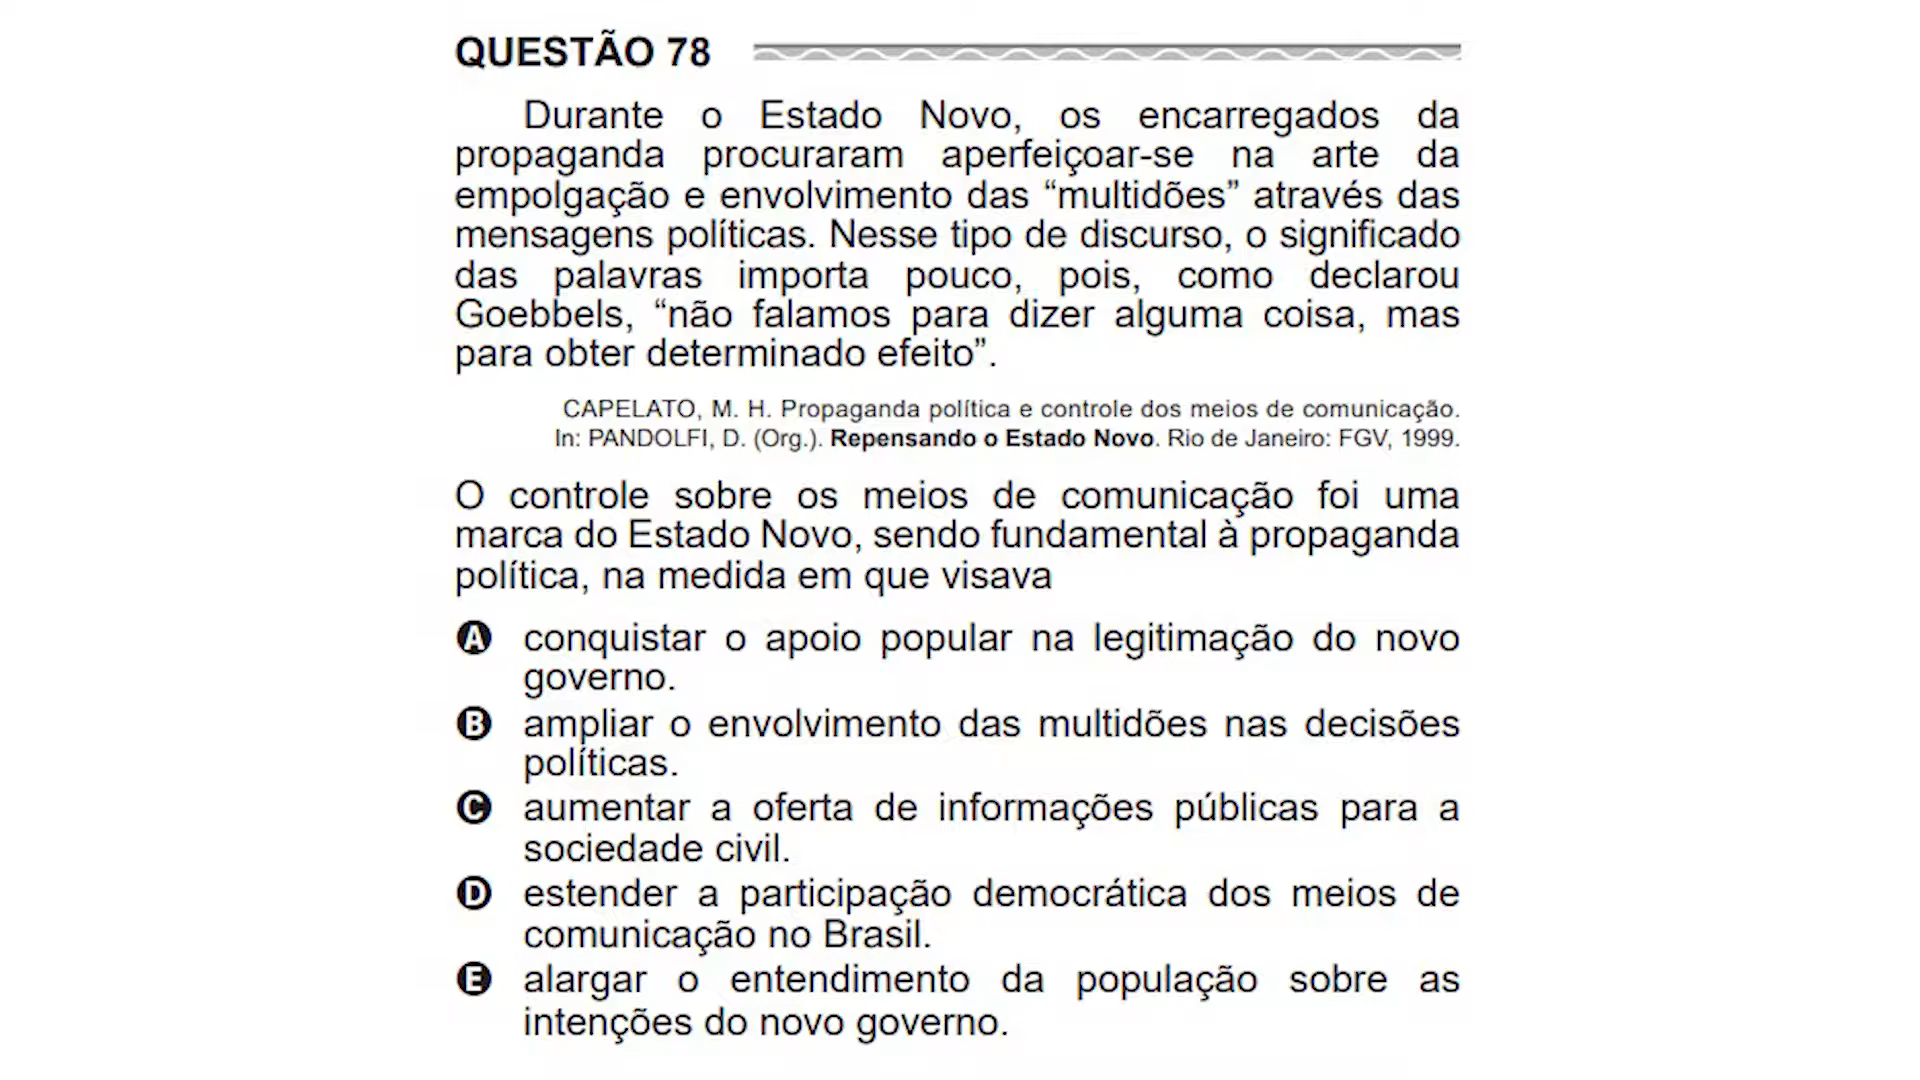 QUESTÃO 78
Durante o Estado Novo, os encarregados da
propaganda procuraram aperfeiçoar-se na arte da
empolgação e envolvimento das “multidões” através das
mensagens políticas. Nesse tipo de discurso, o significado
das palavras importa pouco, pois, como declarou
Goebbels, “não falamos para dizer alguma coisa, mas
para obter determinado efeito”.
CAPELATO, M. H. Propaganda política e controle dos meios de comunicação.
In: PANDOLFI, D. (Org.). Repensando o Estado Novo. Rio de Janeiro: FGV, 1999.
O controle sobre os meios de comunicação foi uma
marca do Estado Novo, sendo fundamental à propaganda
política, na medida em que visava
A conquistar o apoio popular na legitimação do novo
governo.
B ampliar o envolvimento das multidões nas decisões
políticas.
C aumentar a oferta de informações públicas para a
sociedade civil.
D estender a participação democrática dos meios de
comunicação no Brasil.
E alargar o entendimento da população sobre as
intenções do novo governo.